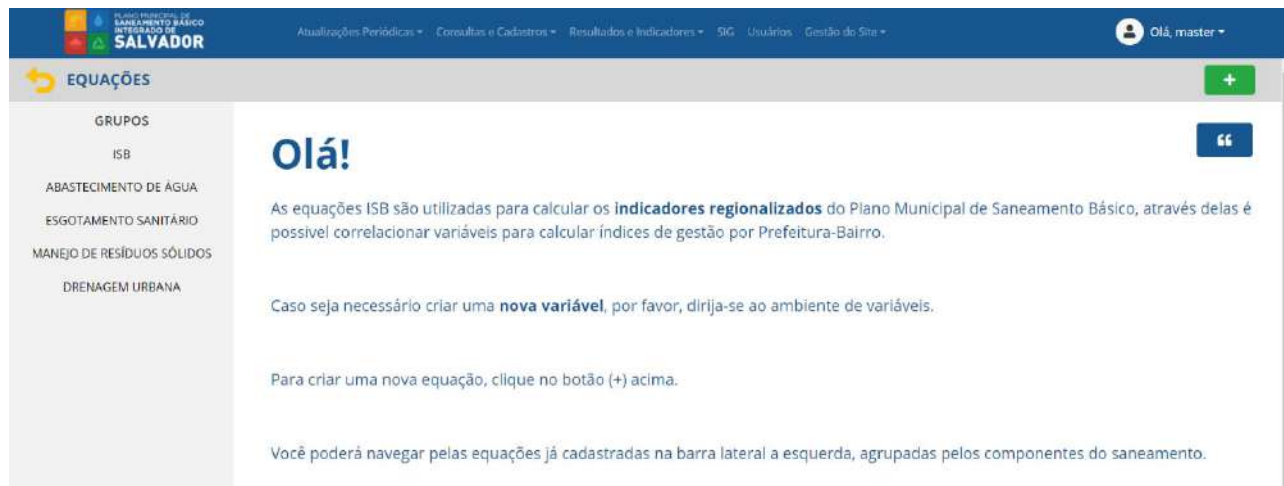 PLANO MUNICIPAL DE
SANEAMENTO BÁSICO
INTEGRADO DE
SALVADOR
Atualizações Periódicas Consultas e Cadastros Resultados e Indicadores SIG Usuários Gestão do Site
Olá, master
EQUAÇÕES
+
GRUPOS
ISB
ABASTECIMENTO DE ÁGUA
ESGOTAMENTO SANITÁRIO
MANEJO DE RESÍDUOS SÓLIDOS
DRENAGEM URBANA
Olá!
As equações ISB são utilizadas para calcular os indicadores regionalizados do Plano Municipal de Saneamento Básico, através delas é
possível correlacionar variáveis para calcular índices de gestão por Prefeitura-Bairro.
Caso seja necessário criar uma nova variável, por favor, dirija-se ao ambiente de variáveis.
Para criar uma nova equação, clique no botão (+) acima.
Você poderá navegar pelas equações já cadastradas na barra lateral a esquerda, agrupadas pelos componentes do saneamento.